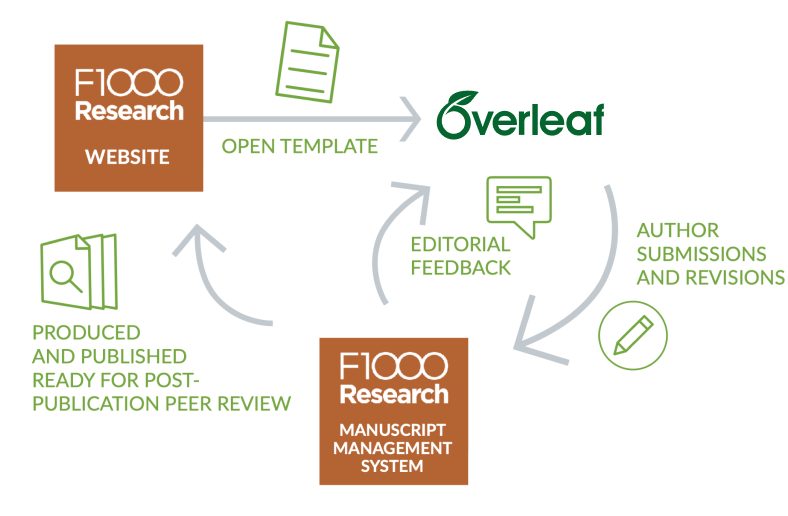 F1000
Research
WEBSITE
OPEN TEMPLATE
Overleaf
EDITORIAL
FEEDBACK
AUTHOR
SUBMISSIONS
AND REVISIONS
PRODUCED
AND PUBLISHED
READY FOR POST-
PUBLICATION PEER REVIEW
F1000
Research
MANUSCRIPT
MANAGEMENT
SYSTEM